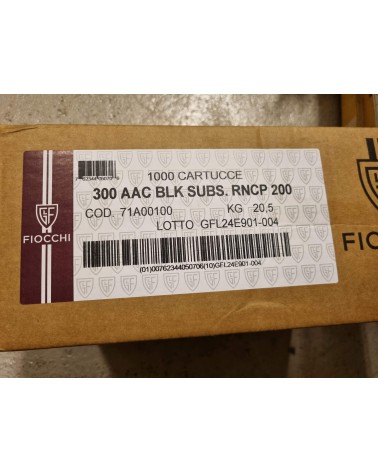 1000 CARTUCCE
300 AAC BLK SUBS. RNCP 200
COD. 71A00100 KG 20,5
LOTTO GFL24E901-004
(01)00762344050706(10)GFL24E901-004
GFL
FIOCCHI
FIOC